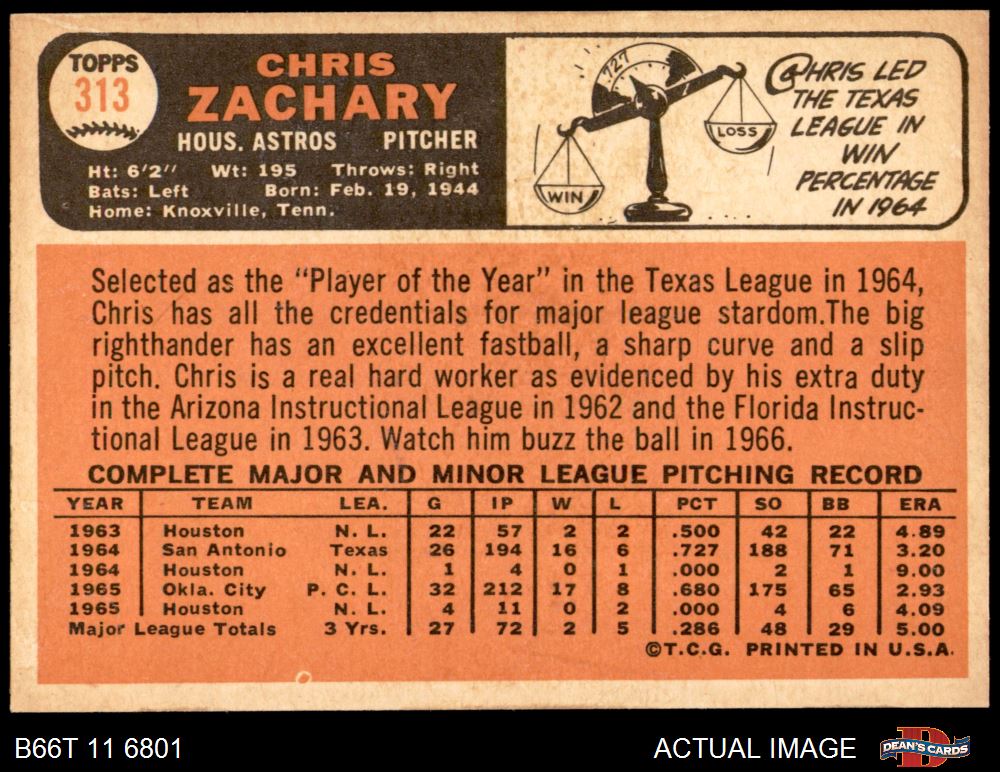 TOPPS
313
CHRIS
ZACHARY
HOUS. ASTROS PITCHER
Ht: 6'2" Wt: 195 Throws: Right
Bats: Left Born: Feb. 19, 1944
Home: Knoxville, Tenn.
.727
WIN
LOSS
CHRIS LED
THE TEXAS
LEAGUE IN
WIN
PERCENTAGE
IN 1964
Selected as the "Player of the Year" in the Texas League in 1964,
Chris has all the credentials for major league stardom.The big
righthander has an excellent fastball, a sharp curve and a slip
pitch. Chris is a real hard worker as evidenced by his extra duty
in the Arizona Instructional League in 1962 and the Florida Instruc-
tional League in 1963. Watch him buzz the ball in 1966.
COMPLETE MAJOR AND MINOR LEAGUE PITCHING RECORD
YEAR TEAM LEA. G IP W L PCT SO BB ERA
1963 Houston N. L. 22 57 2 2 .500 42 22 4.89
1964 San Antonio Texas 26 194 16 6 .727 188 71 3.20
1964 Houston N. L. 1 4 0 1 .000 2 1 9.00
1965 Okla. City P. C. L. 32 212 17 8 .680 175 65 2.93
1965 Houston N. L. 4 11 0 2 .000 4 6 4.09
Major League Totals 3 Yrs. 27 72 2 5 .286 48 29 5.00
©T.C.G. PRINTED IN U.S.A.
B66T 11 6801
ACTUAL IMAGE
DEAN'S CARDS